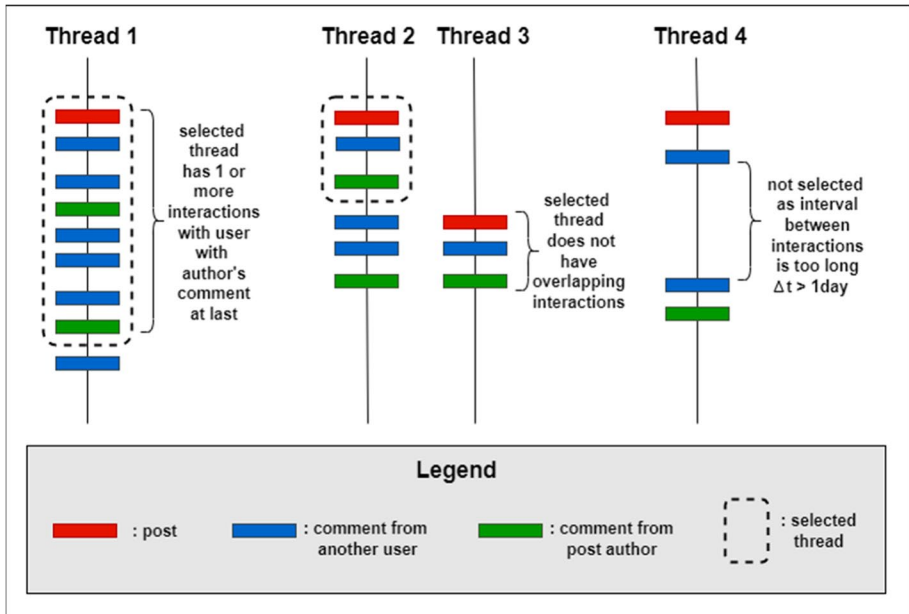 Thread 1
Thread 2
Thread 3
Thread 4
selected
thread
has 1 or
more
interactions
with user
with
author's
comment
at last
selected
thread
does not
have
overlapping
interactions
not selected
as interval
between
interactions
is too long
Δt > 1day
Legend
: post
: comment from
another user
: comment from
post author
: selected
thread